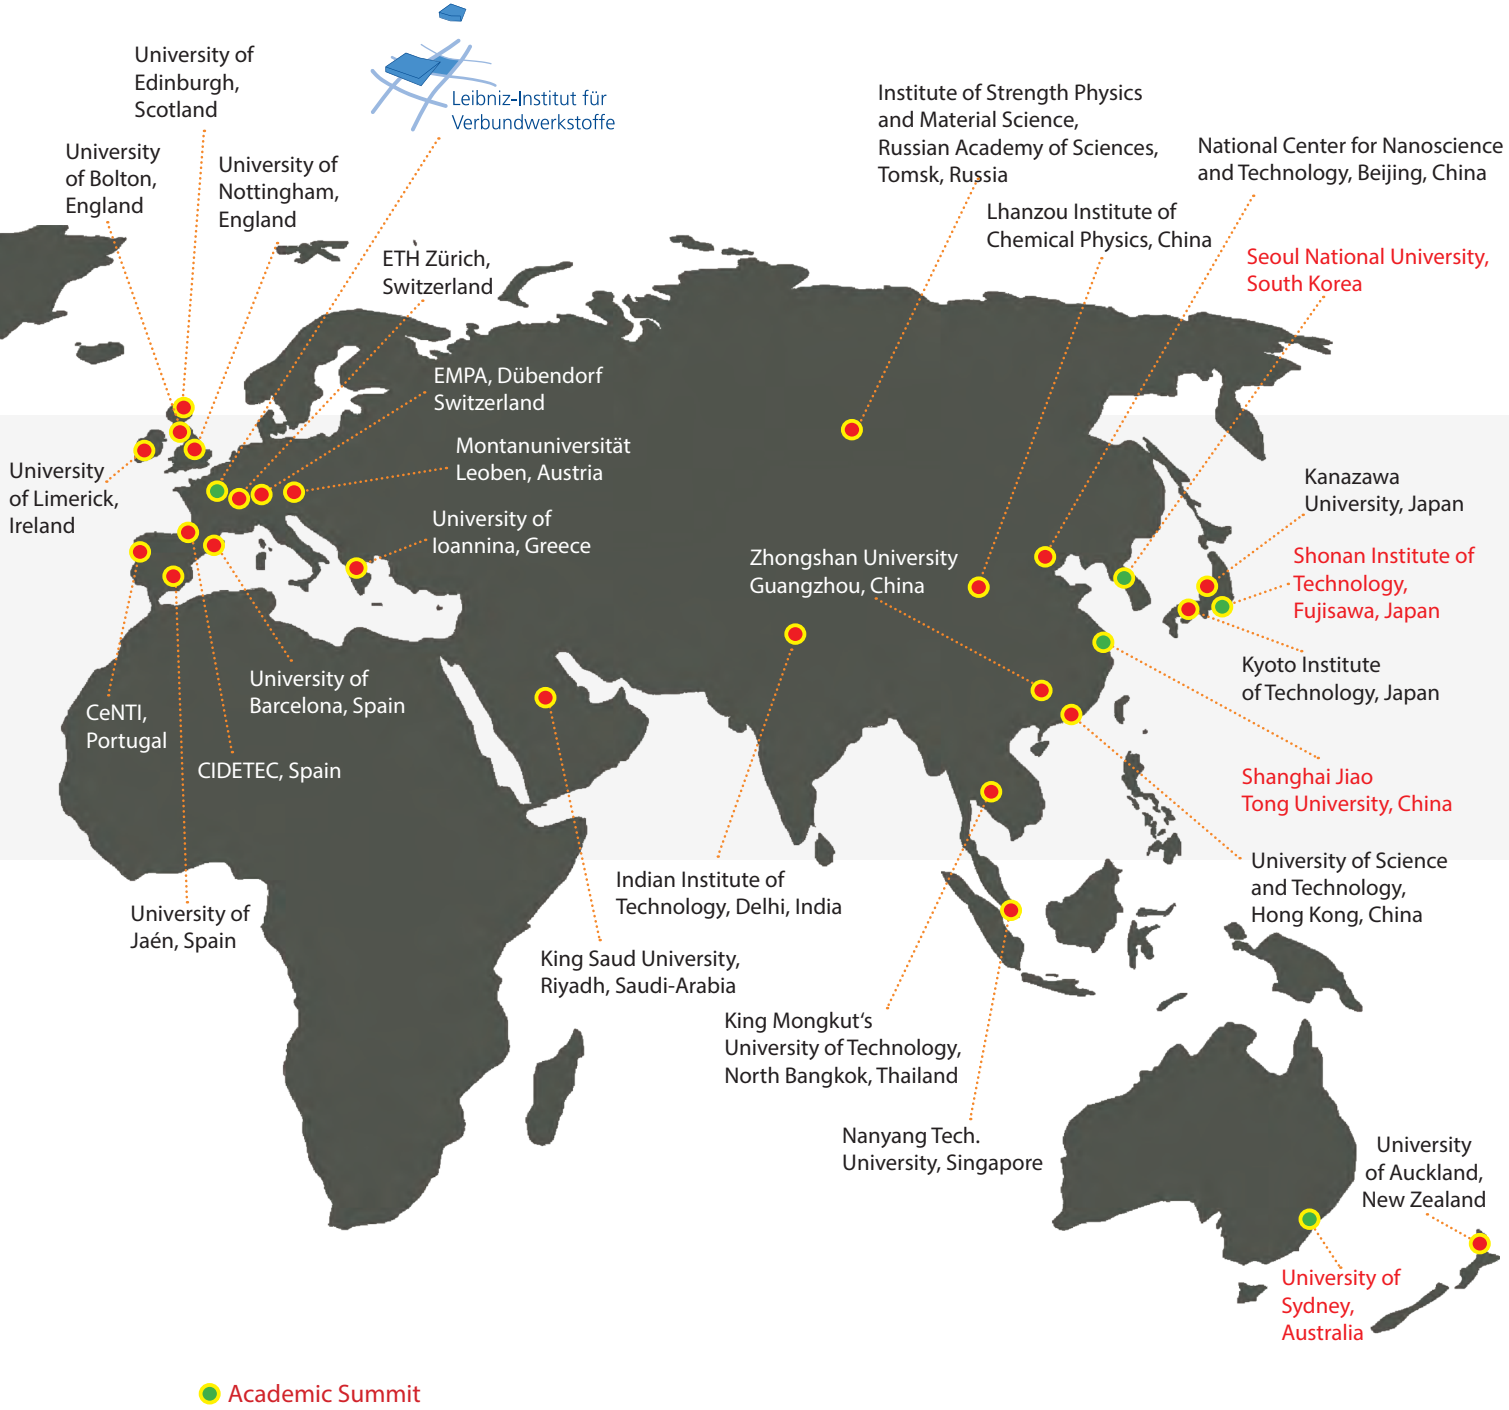 University of
Edinburgh,
Scotland
Leibniz-Institut für
Verbundwerkstoffe
University
of Bolton,
England
University of
Nottingham,
England
ETH Zürich,
Switzerland
Institute of Strength Physics
and Material Science,
Russian Academy of Sciences,
Tomsk, Russia
National Center for Nanoscience
and Technology, Beijing, China
Lhanzou Institute of
Chemical Physics, China
Seoul National University,
South Korea
EMPA, Dübendorf
Switzerland
Montanuniversität
Leoben, Austria
University
of Limerick,
Ireland
University of
Ioannina, Greece
Zhongshan University
Guangzhou, China
Kanazawa
University, Japan
Shonan Institute of
Technology,
Fujisawa, Japan
Kyoto Institute
of Technology, Japan
University of
Barcelona, Spain
CeNTI,
Portugal
CIDETEC, Spain
Shanghai Jiao
Tong University, China
University of
Jaén, Spain
Indian Institute of
Technology, Delhi, India
University of Science
and Technology,
Hong Kong, China
King Saud University,
Riyadh, Saudi-Arabia
King Mongkut‘s
University of Technology,
North Bangkok, Thailand
Nanyang Tech.
University, Singapore
University
of Auckland,
New Zealand
University of
Sydney,
Australia
Academic Summit